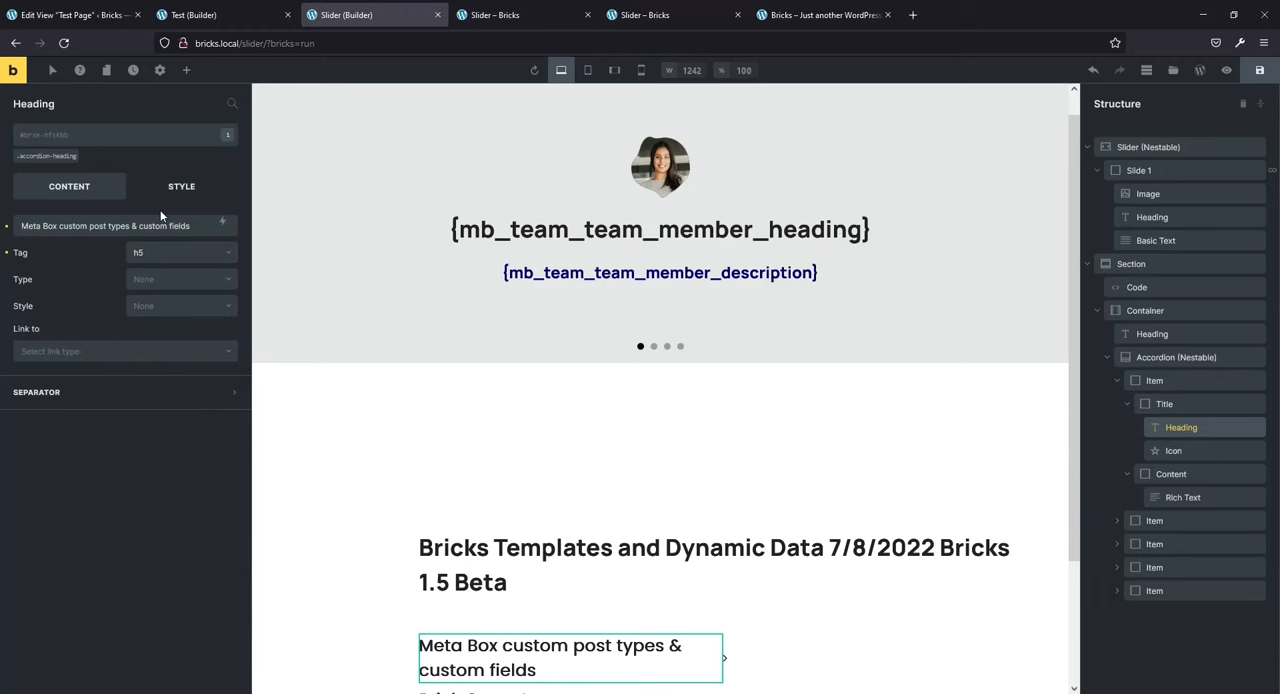 Edit View "Test Page" ‹ Bricks —
Test (Builder)
Slider (Builder)
Slider – Bricks
Slider – Bricks
Bricks – Just another WordPress
bricks.local/slider/?bricks=run
b
W 1242 % 100
Heading
1
.accordion-heading
CONTENT
STYLE
Meta Box custom post types & custom fields
Tag
h5
Type
None
Style
None
Link to
Select link type
SEPARATOR
{mb_team_team_member_heading}
{mb_team_team_member_description}
Bricks Templates and Dynamic Data 7/8/2022 Bricks
1.5 Beta
Meta Box custom post types &
custom fields
Structure
Slider (Nestable)
Slide 1
Image
Heading
Basic Text
Section
Code
Container
Heading
Accordion (Nestable)
Item
Title
Heading
Icon
Content
Rich Text
Item
Item
Item
Item